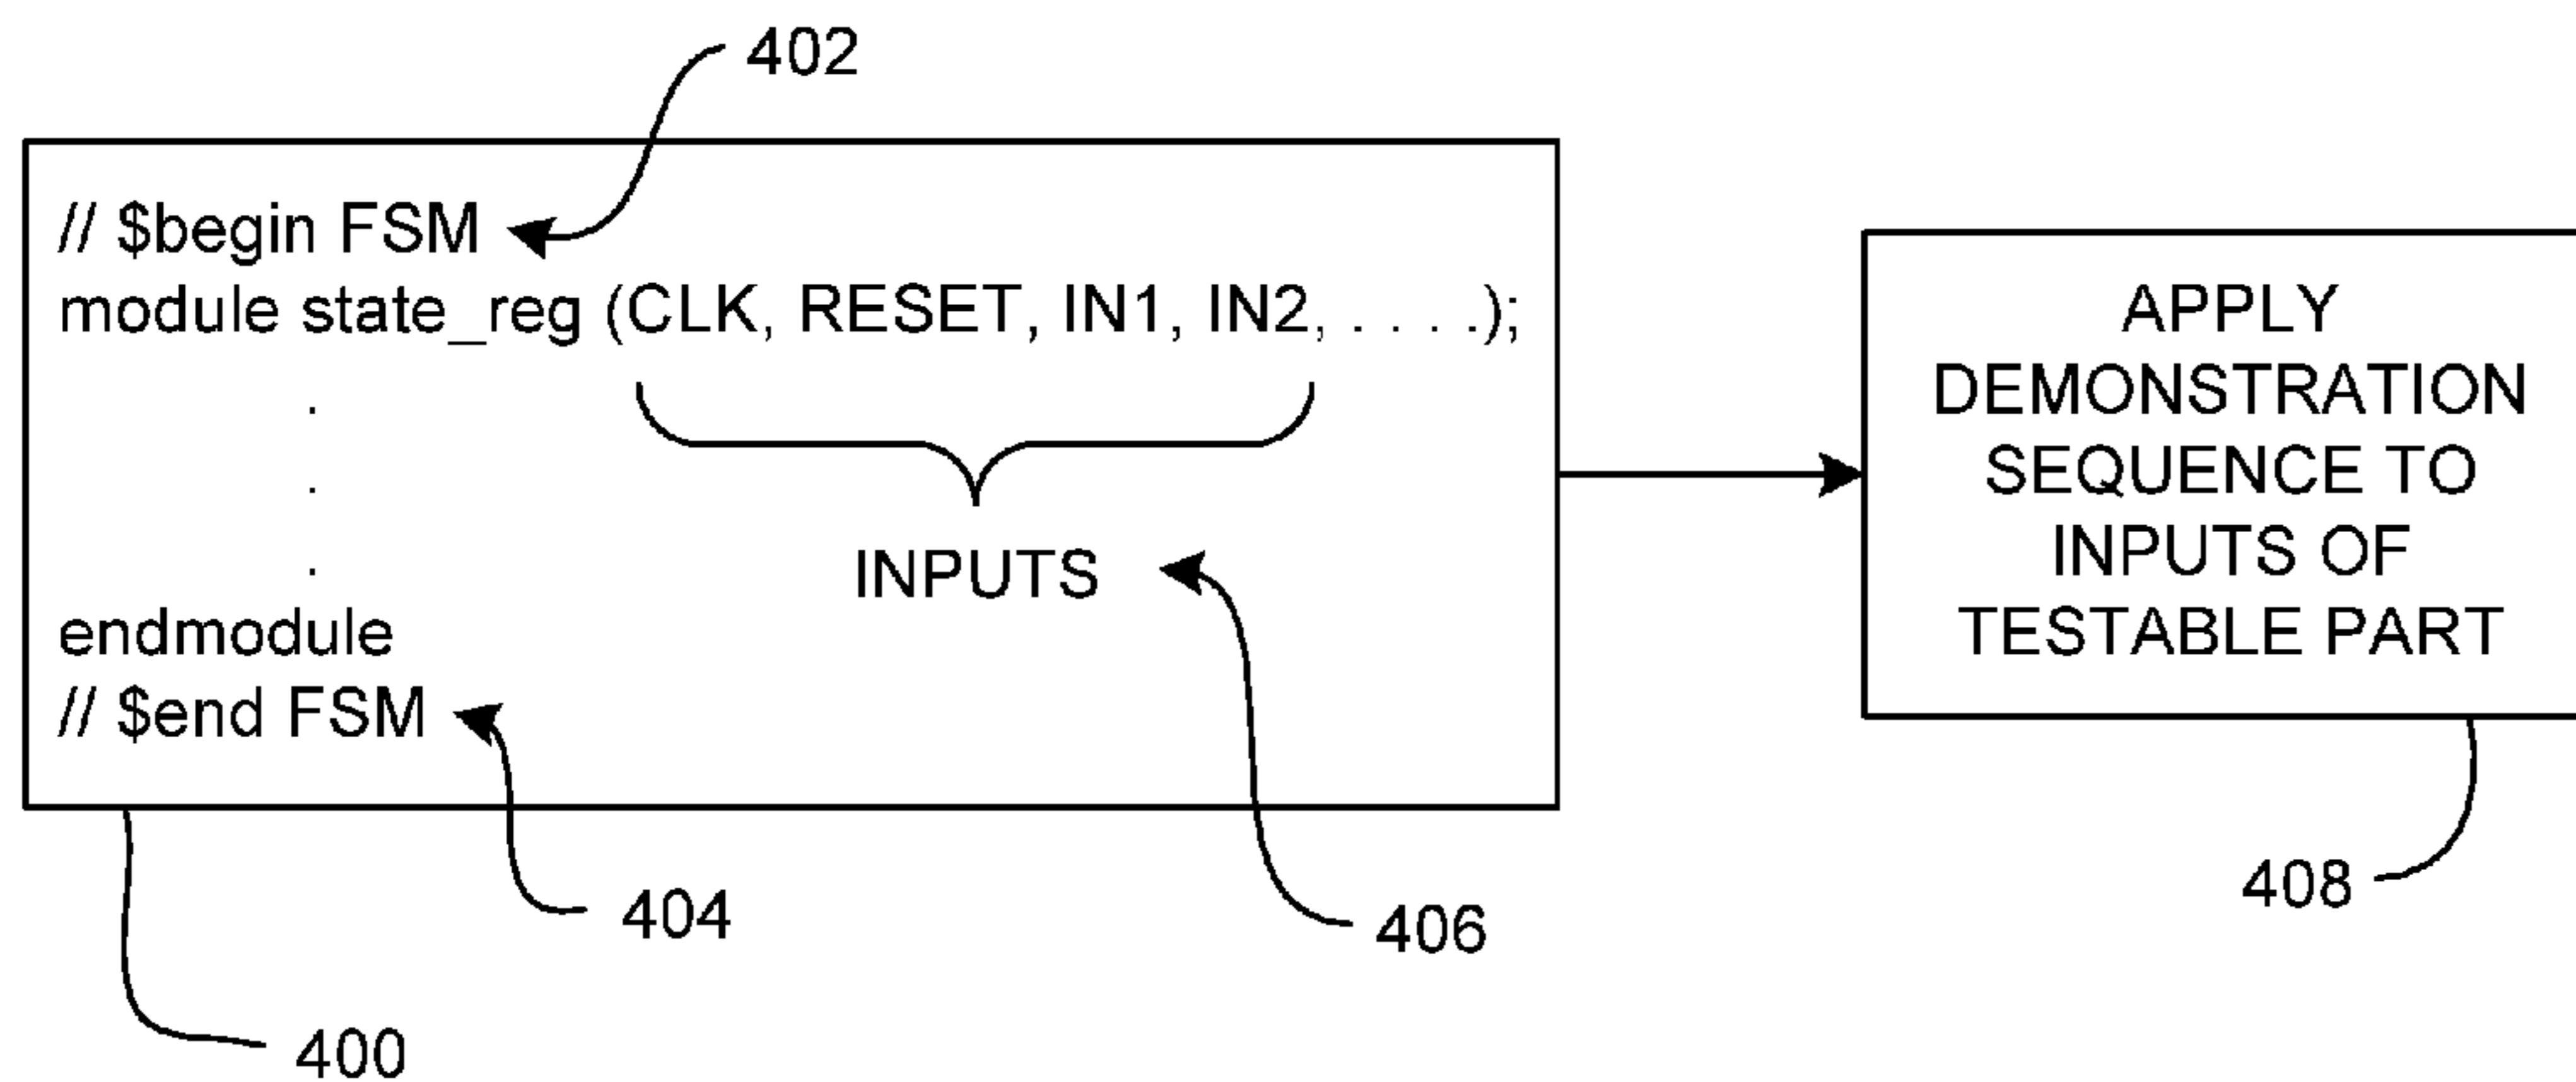 402
// $begin FSM
module state_reg (CLK, RESET, IN1, IN2, . . . .);
.
.
.
INPUTS
endmodule
// $end FSM
APPLY
DEMONSTRATION
SEQUENCE TO
INPUTS OF
TESTABLE PART
404
406
408
400